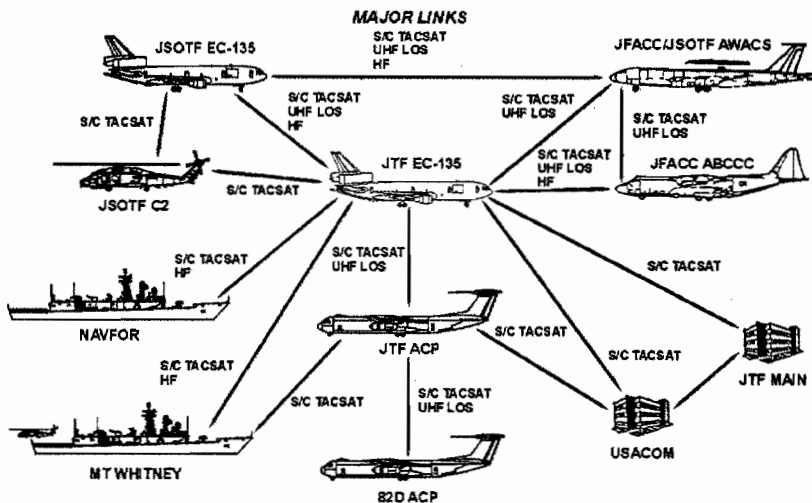 MAJOR LINKS
JSOTF EC-135
S/C TACSAT
UHF LOS
HF
JFACC/JSOTF AWACS
S/C TACSAT
S/C TACSAT
UHF LOS
HF
S/C TACSAT
UHF LOS
S/C TACSAT
UHF LOS
JTF EC-135
S/C TACSAT
UHF LOS
HF
JFACC ABCCC
JSOTF C2
S/C TACSAT
S/C TACSAT
HF
S/C TACSAT
UHF LOS
S/C TACSAT
NAVFOR
JTF ACP
S/C TACSAT
S/C TACSAT
JTF MAIN
S/C TACSAT
HF
S/C TACSAT
S/C TACSAT
UHF LOS
USACOM
MT WHITNEY
82D ACP